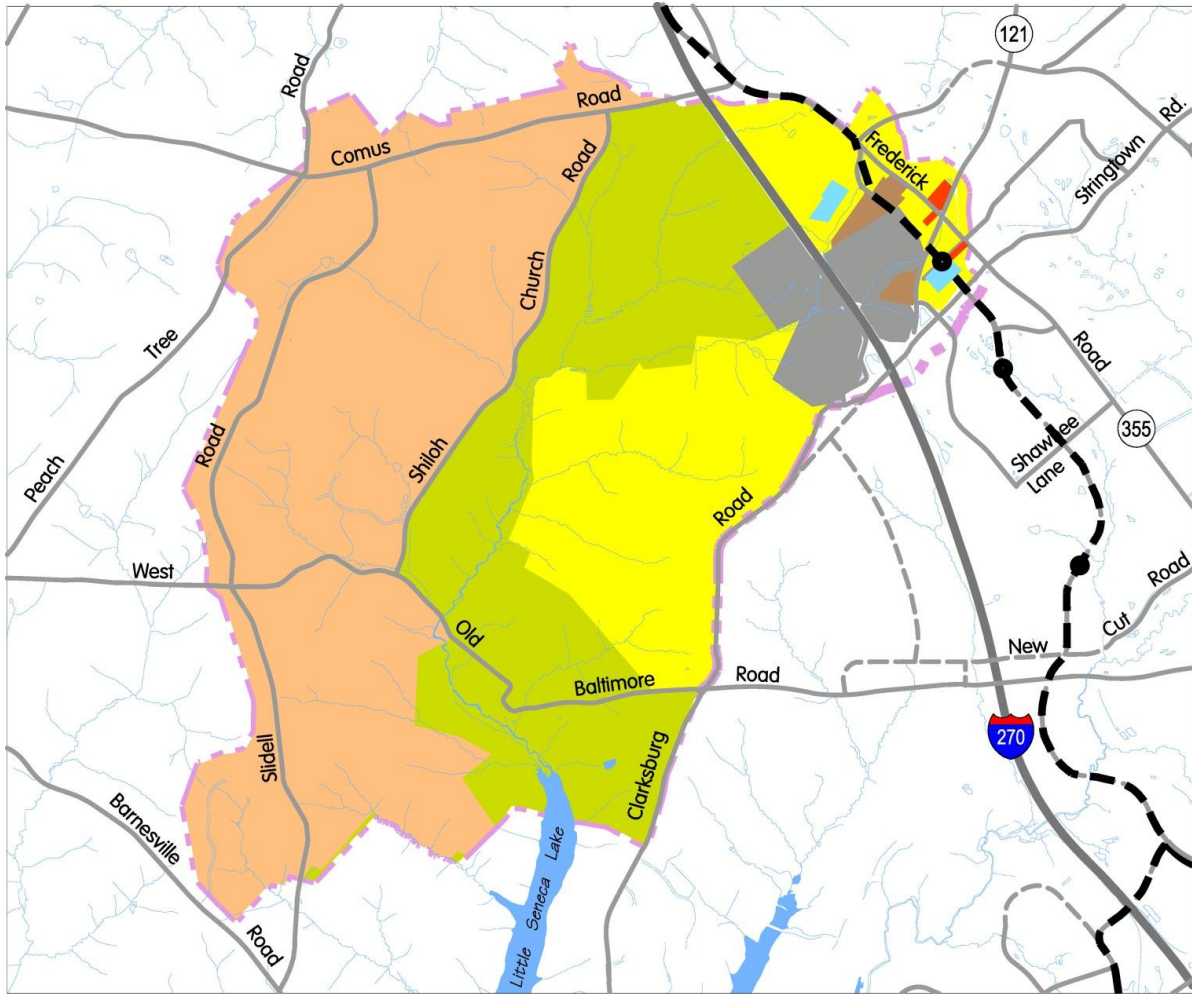 121
Road
Road
Rd.
Comus
Frederick
Road
Stringtown
Church
Tree
Road
Road
Shawnee
Lane
355
Peach
Shiloh
Road
West
Road
Cut
New
Old
Baltimore
Road
270
Slidell
Clarksburg
Barnesville
Little Seneca Lake
Road